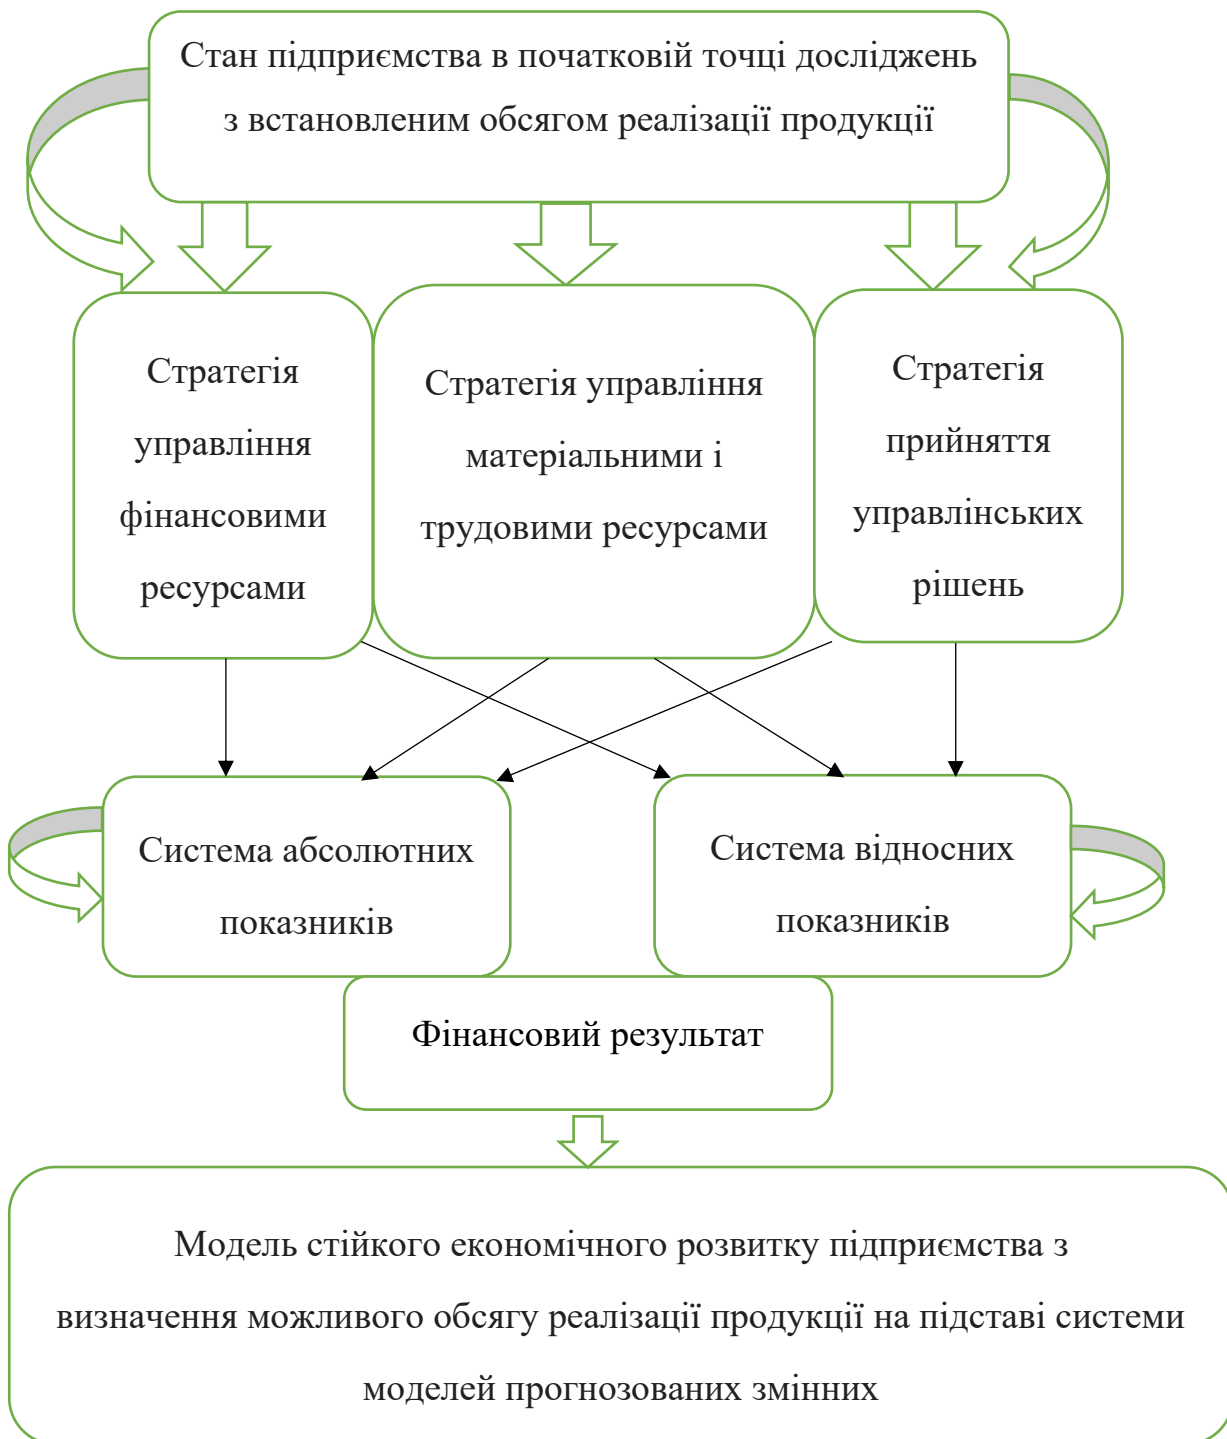 Стан підприємства в початковій точці досліджень
з встановленим обсягом реалізації продукції
Стратегія
управління
фінансовими
ресурсами
Стратегія управління
матеріальними і
трудовими ресурсами
Стратегія
прийняття
управлінських
рішень
Система абсолютних
показників
Система відносних
показників
Фінансовий результат
Модель стійкого економічного розвитку підприємства з
визначення можливого обсягу реалізації продукції на підставі системи
моделей прогнозованих змінних